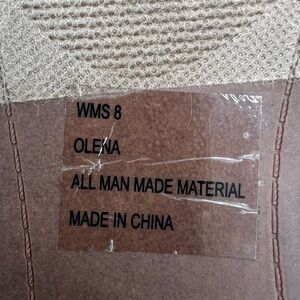 WMS 8
OLENA
ALL MAN MADE MATERIAL
MADE IN CHINA